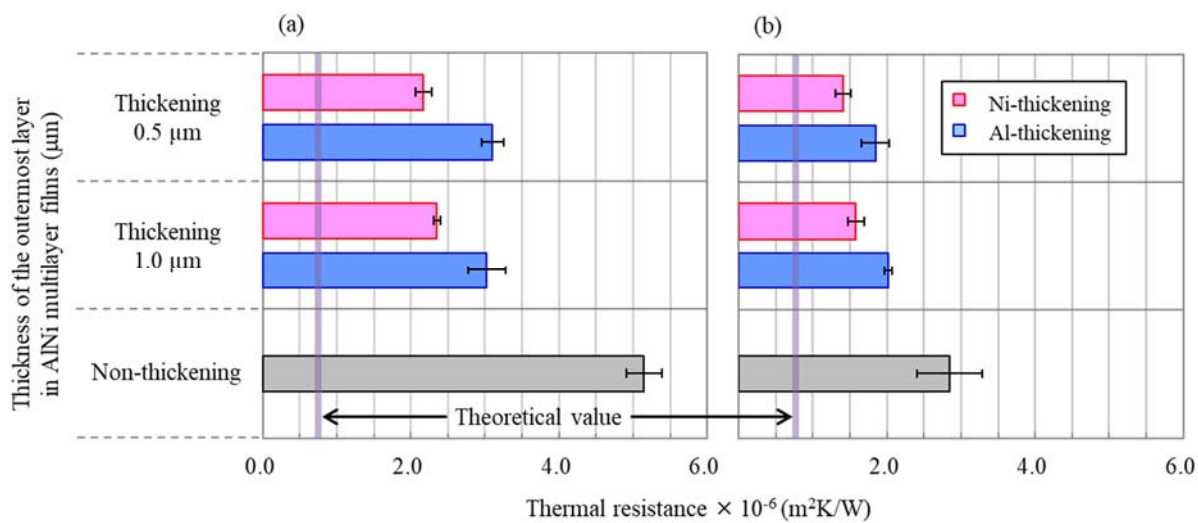 (a)
(b)
Thickness of the outermost layer
in AlNi multilayer films (μm)
Thickening
0.5 μm
Thickening
1.0 μm
Non-thickening
Ni-thickening
Al-thickening
Theoretical value
0.0 2.0 4.0 6.0 2.0 4.0 6.0
Thermal resistance × 10⁻⁶ (m²K/W)